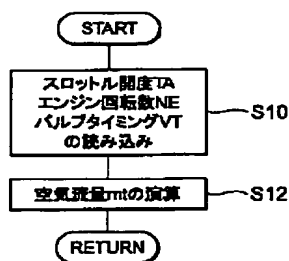 START
スロットル開度TA
エンジン回転数NE
バルブタイミングVT
の読み込み
S10
空気流量mtの演算
S12
RETURN